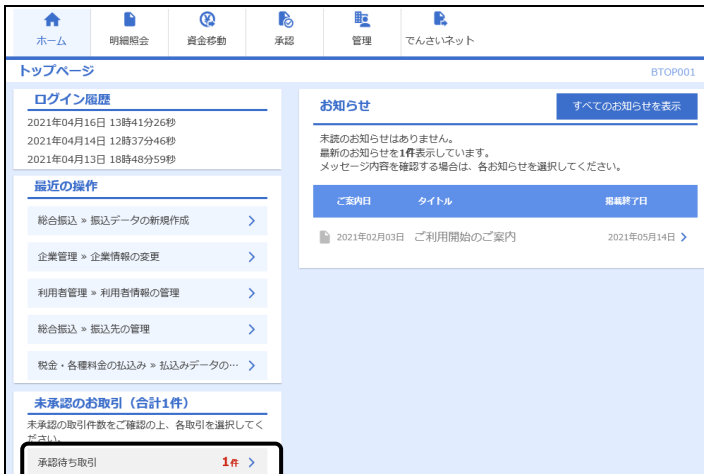 ホーム 明細照会 資金移動 承認 管理 でんさいネット
トップページ BTOP001
ログイン履歴
2021年04月16日 13時41分26秒
2021年04月14日 12時37分46秒
2021年04月13日 18時48分59秒
最近の操作
総合振込 » 振込データの新規作成
企業管理 » 企業情報の変更
利用者管理 » 利用者情報の管理
総合振込 » 振込先の管理
税金・各種料金の払込み » 払込みデータの…
未承認のお取引（合計1件）
未承認の取引件数をご確認の上、各取引を選択してく
ださい。
承認待ち取引 1件
お知らせ すべてのお知らせを表示
未読のお知らせはありません。
最新のお知らせを1件表示しています。
メッセージ内容を確認する場合は、各お知らせを選択してください。
ご案内日 タイトル 掲載終了日
2021年02月03日 ご利用開始のご案内 2021年05月14日